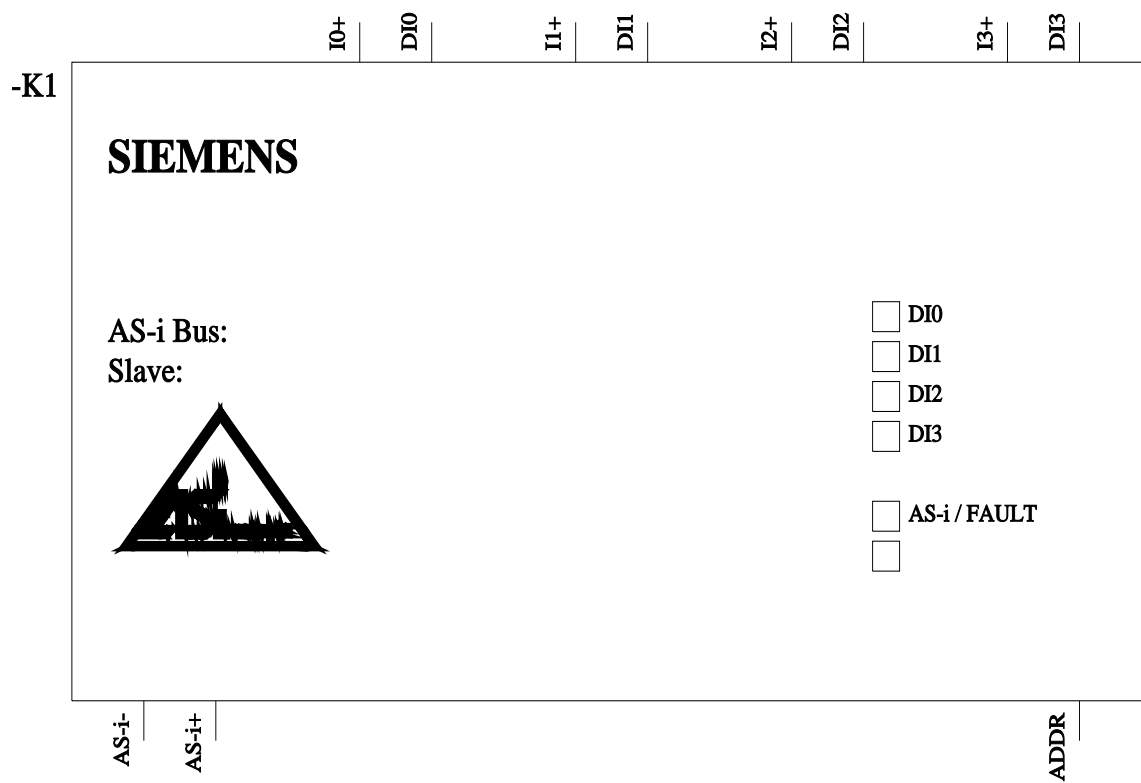 I0+
DI0
I1+
DI1
I2+
DI2
I3+
DI3
-K1
SIEMENS
AS-i Bus:
Slave:
DI0
DI1
DI2
DI3
AS-i / FAULT
AS-i-
AS-i+
ADDR